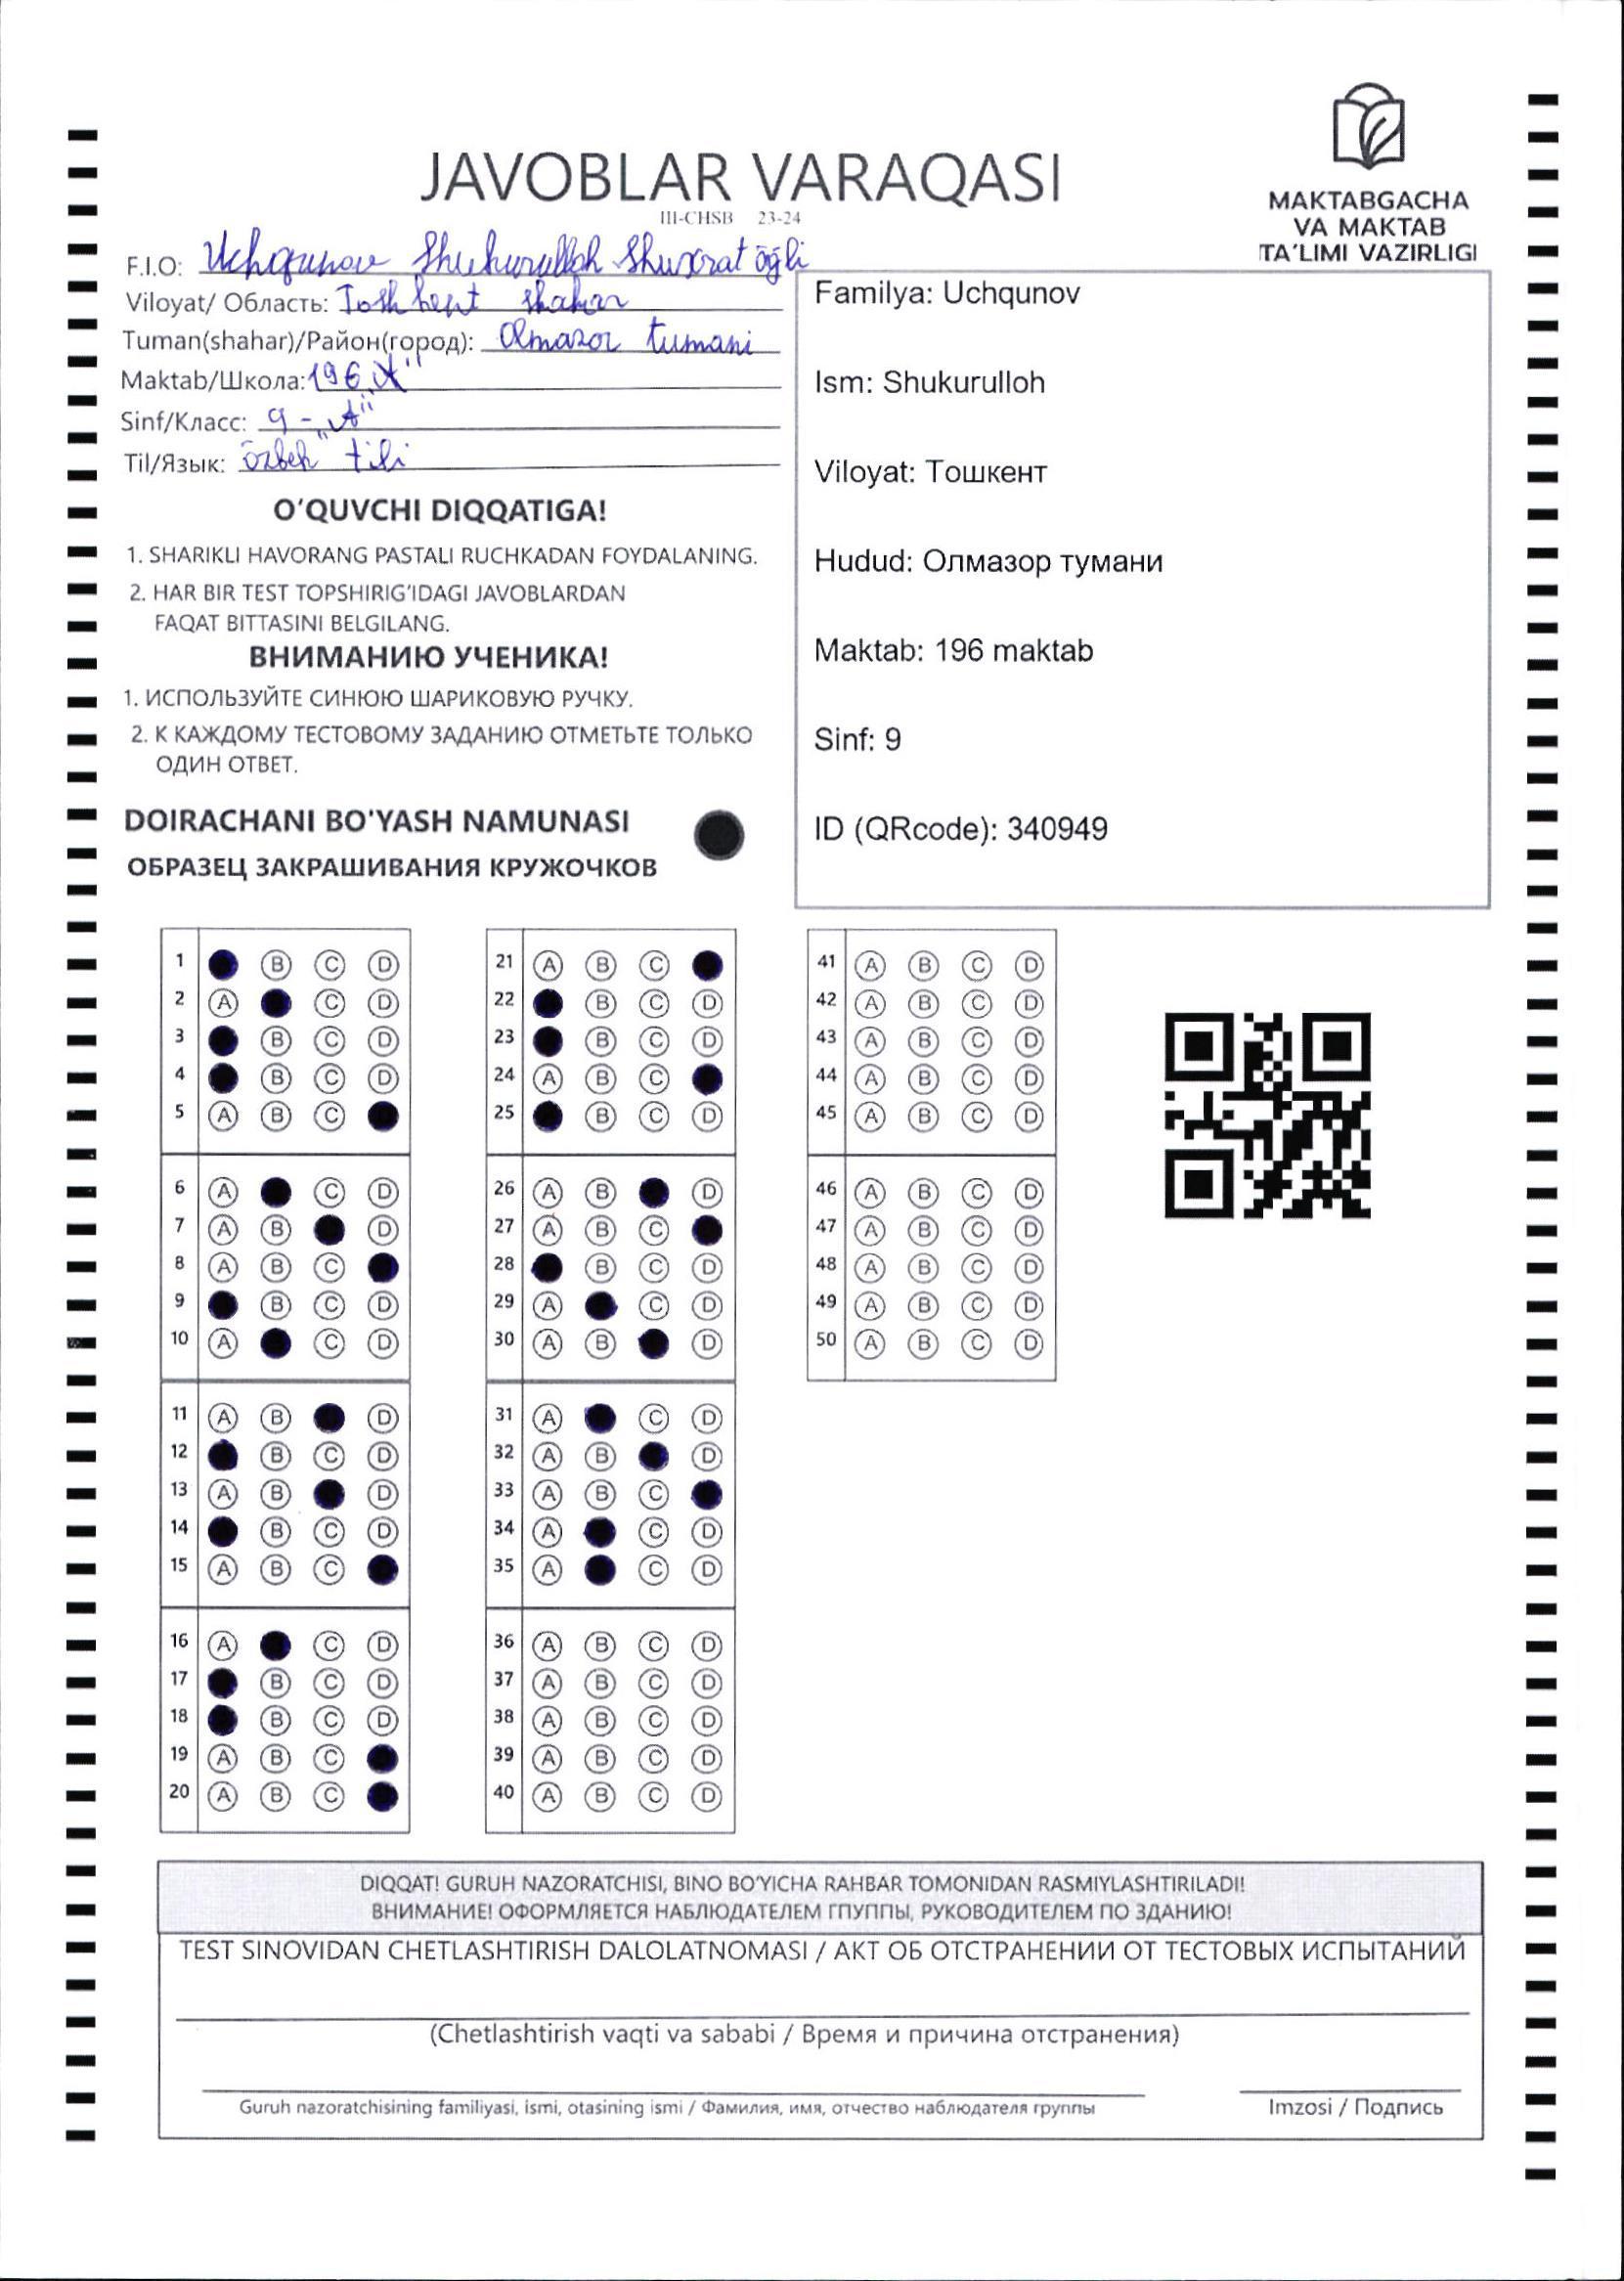 JAVOBLAR VARAQASI
III-CHSB 23-24
MAKTABGACHA
VA MAKTAB
TA'LIMI VAZIRLIGI
F.I.O: Uchqunov Shukurulloh Shuxrat o'g'li
Viloyat/ Область: Toshkent shahar
Tuman(shahar)/Район(город): Olmazor tumani
Maktab/Школа: 196
Sinf/Класс: 9-„A"
Til/Язык: o'zbek tili
Familya: Uchqunov
Ism: Shukurulloh
Viloyat: Тошкент
Hudud: Олмазор тумани
Maktab: 196 maktab
Sinf: 9
ID (QRcode): 340949
O'QUVCHI DIQQATIGA!
1. SHARIKLI HAVORANG PASTALI RUCHKADAN FOYDALANING.
2. HAR BIR TEST TOPSHIRIG'IDAGI JAVOBLARDAN
FAQAT BITTASINI BELGILANG.
ВНИМАНИЮ УЧЕНИКА!
1. ИСПОЛЬЗУЙТЕ СИНЮЮ ШАРИКОВУЮ РУЧКУ.
2. К КАЖДОМУ ТЕСТОВОМУ ЗАДАНИЮ ОТМЕТЬТЕ ТОЛЬКО
ОДИН ОТВЕТ.
DOIRACHANI BO'YASH NAMUNASI
ОБРАЗЕЦ ЗАКРАШИВАНИЯ КРУЖОЧКОВ
1 B C D
2 A C D
3 B C D
4 B C D
5 A B C
6 A C D
7 A B D
8 A B C
9 B C D
10 A C D
11 A B D
12 B C D
13 A B D
14 B C D
15 A B C
16 A C D
17 B C D
18 B C D
19 A B C
20 A B C
21 A B C
22 B C D
23 B C D
24 A B C
25 B C D
26 A B D
27 A B C
28 B C D
29 A C D
30 A B D
31 A C D
32 A B D
33 A B C
34 A C D
35 A C D
36 A B C D
37 A B C D
38 A B C D
39 A B C D
40 A B C D
41 A B C D
42 A B C D
43 A B C D
44 A B C D
45 A B C D
46 A B C D
47 A B C D
48 A B C D
49 A B C D
50 A B C D
DIQQAT! GURUH NAZORATCHISI, BINO BO'YICHA RAHBAR TOMONIDAN RASMIYLASHTIRILADI!
ВНИМАНИЕ! ОФОРМЛЯЕТСЯ НАБЛЮДАТЕЛЕМ ГПУППЫ, РУКОВОДИТЕЛЕМ ПО ЗДАНИЮ!
TEST SINOVIDAN CHETLASHTIRISH DALOLATNOMASI / АКТ ОБ ОТСТРАНЕНИИ ОТ ТЕСТОВЫХ ИСПЫТАНИЙ
(Chetlashtirish vaqti va sababi / Время и причина отстранения)
Guruh nazoratchisining familiyasi, ismi, otasining ismi / Фамилия, имя, отчество наблюдателя группы
Imzosi / Подпись